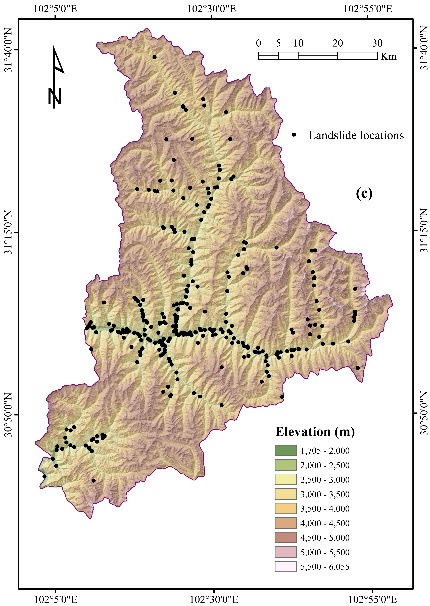 102°5'0"E 102°30'0"E 102°55'0"E
31°40'0"N 31°40'0"N
0 5 10 20 30
Km
N
Landslide locations
(c)
31°15'0"N 31°15'0"N
30°50'0"N 30°50'0"N
Elevation (m)
1,705 - 2,000
2,000 - 2,500
2,500 - 3,000
3,000 - 3,500
3,500 - 4,000
4,000 - 4,500
4,500 - 5,000
5,000 - 5,500
5,500 - 6,055
102°5'0"E 102°30'0"E 102°55'0"E